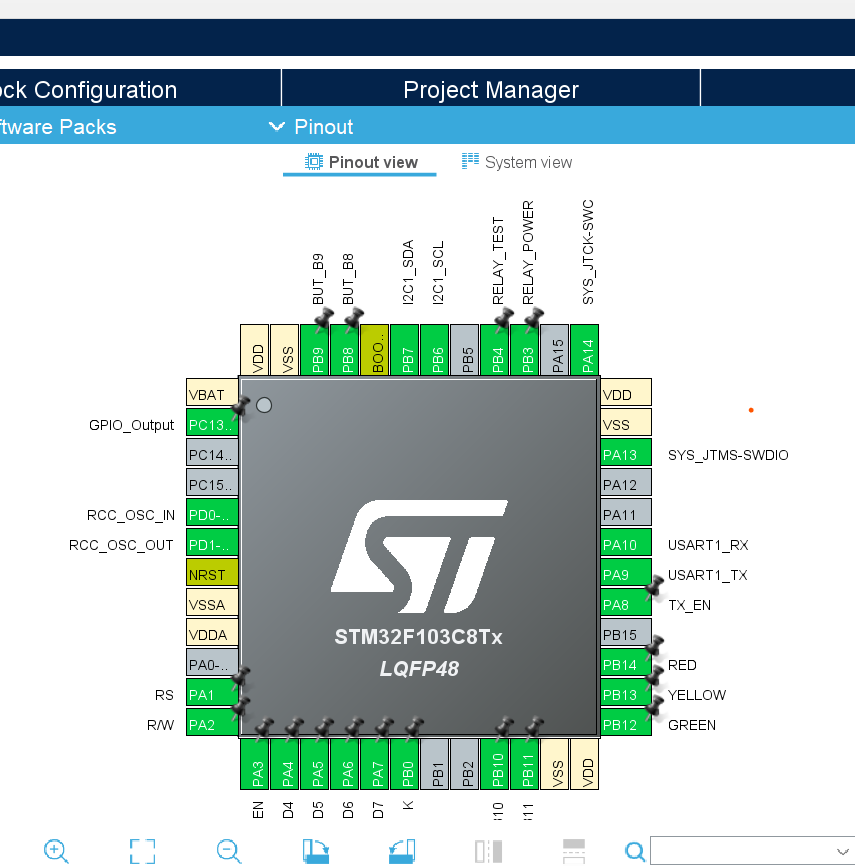 ck Configuration
Project Manager
tware Packs
Pinout
Pinout view
System view
BUT_B9
BUT_B8
I2C1_SDA
I2C1_SCL
RELAY_TEST
RELAY_POWER
SYS_JTCK-SWC
VDD
VSS
PB9
PB8
BOO..
PB7
PB6
PB5
PB4
PB3
PA15
PA14
VBAT
GPIO_Output PC13..
PC14..
PC15..
RCC_OSC_IN PD0-..
RCC_OSC_OUT PD1-..
NRST
VSSA
VDDA
PA0-..
RS PA1
R/W PA2
VDD
VSS
PA13 SYS_JTMS-SWDIO
PA12
PA11
PA10 USART1_RX
PA9 USART1_TX
PA8 TX_EN
PB15
PB14 RED
PB13 YELLOW
PB12 GREEN
STM32F103C8Tx
LQFP48
PA3
PA4
PA5
PA6
PA7
PB0
PB1
PB2
PB10
PB11
VSS
VDD
EN
D4
D5
D6
D7
K